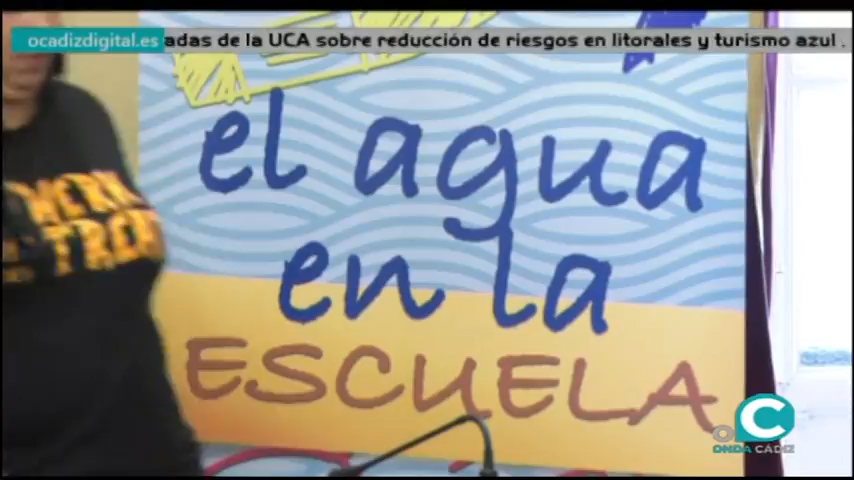 ocadizdigital.es
adas de la UCA sobre reducción de riesgos en litorales y turismo azul .
el agua
en la
ESCUELA
ONDA CÁDIZ